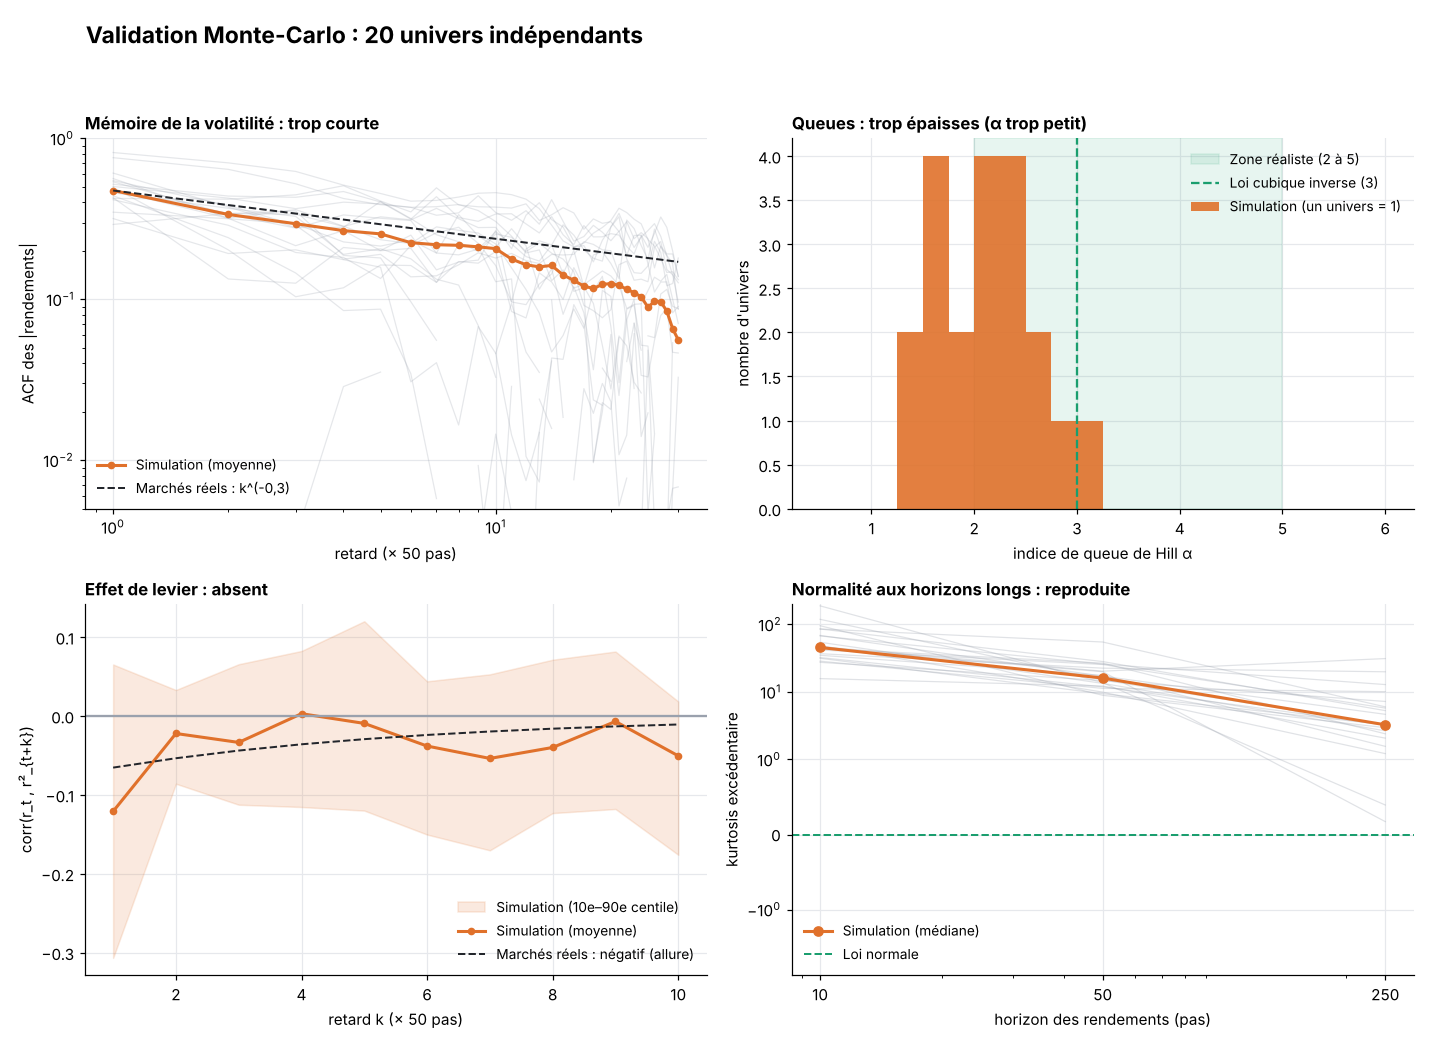 Validation Monte-Carlo : 20 univers indépendants
Mémoire de la volatilité : trop courte
10⁰
10⁻¹
10⁻²
ACF des |rendements|
Simulation (moyenne)
Marchés réels : k^(-0,3)
10⁰
10¹
retard (× 50 pas)
Queues : trop épaisses (α trop petit)
4.0
3.5
3.0
2.5
2.0
1.5
1.0
0.5
0.0
nombre d'univers
Zone réaliste (2 à 5)
Loi cubique inverse (3)
Simulation (un univers = 1)
1
2
3
4
5
6
indice de queue de Hill α
Effet de levier : absent
0.1
0.0
−0.1
−0.2
−0.3
corr(r_t , r²_{t+k})
Simulation (10e–90e centile)
Simulation (moyenne)
Marchés réels : négatif (allure)
2
4
6
8
10
retard k (× 50 pas)
Normalité aux horizons longs : reproduite
10²
10¹
10⁰
0
−10⁰
kurtosis excédentaire
Simulation (médiane)
Loi normale
10
50
250
horizon des rendements (pas)